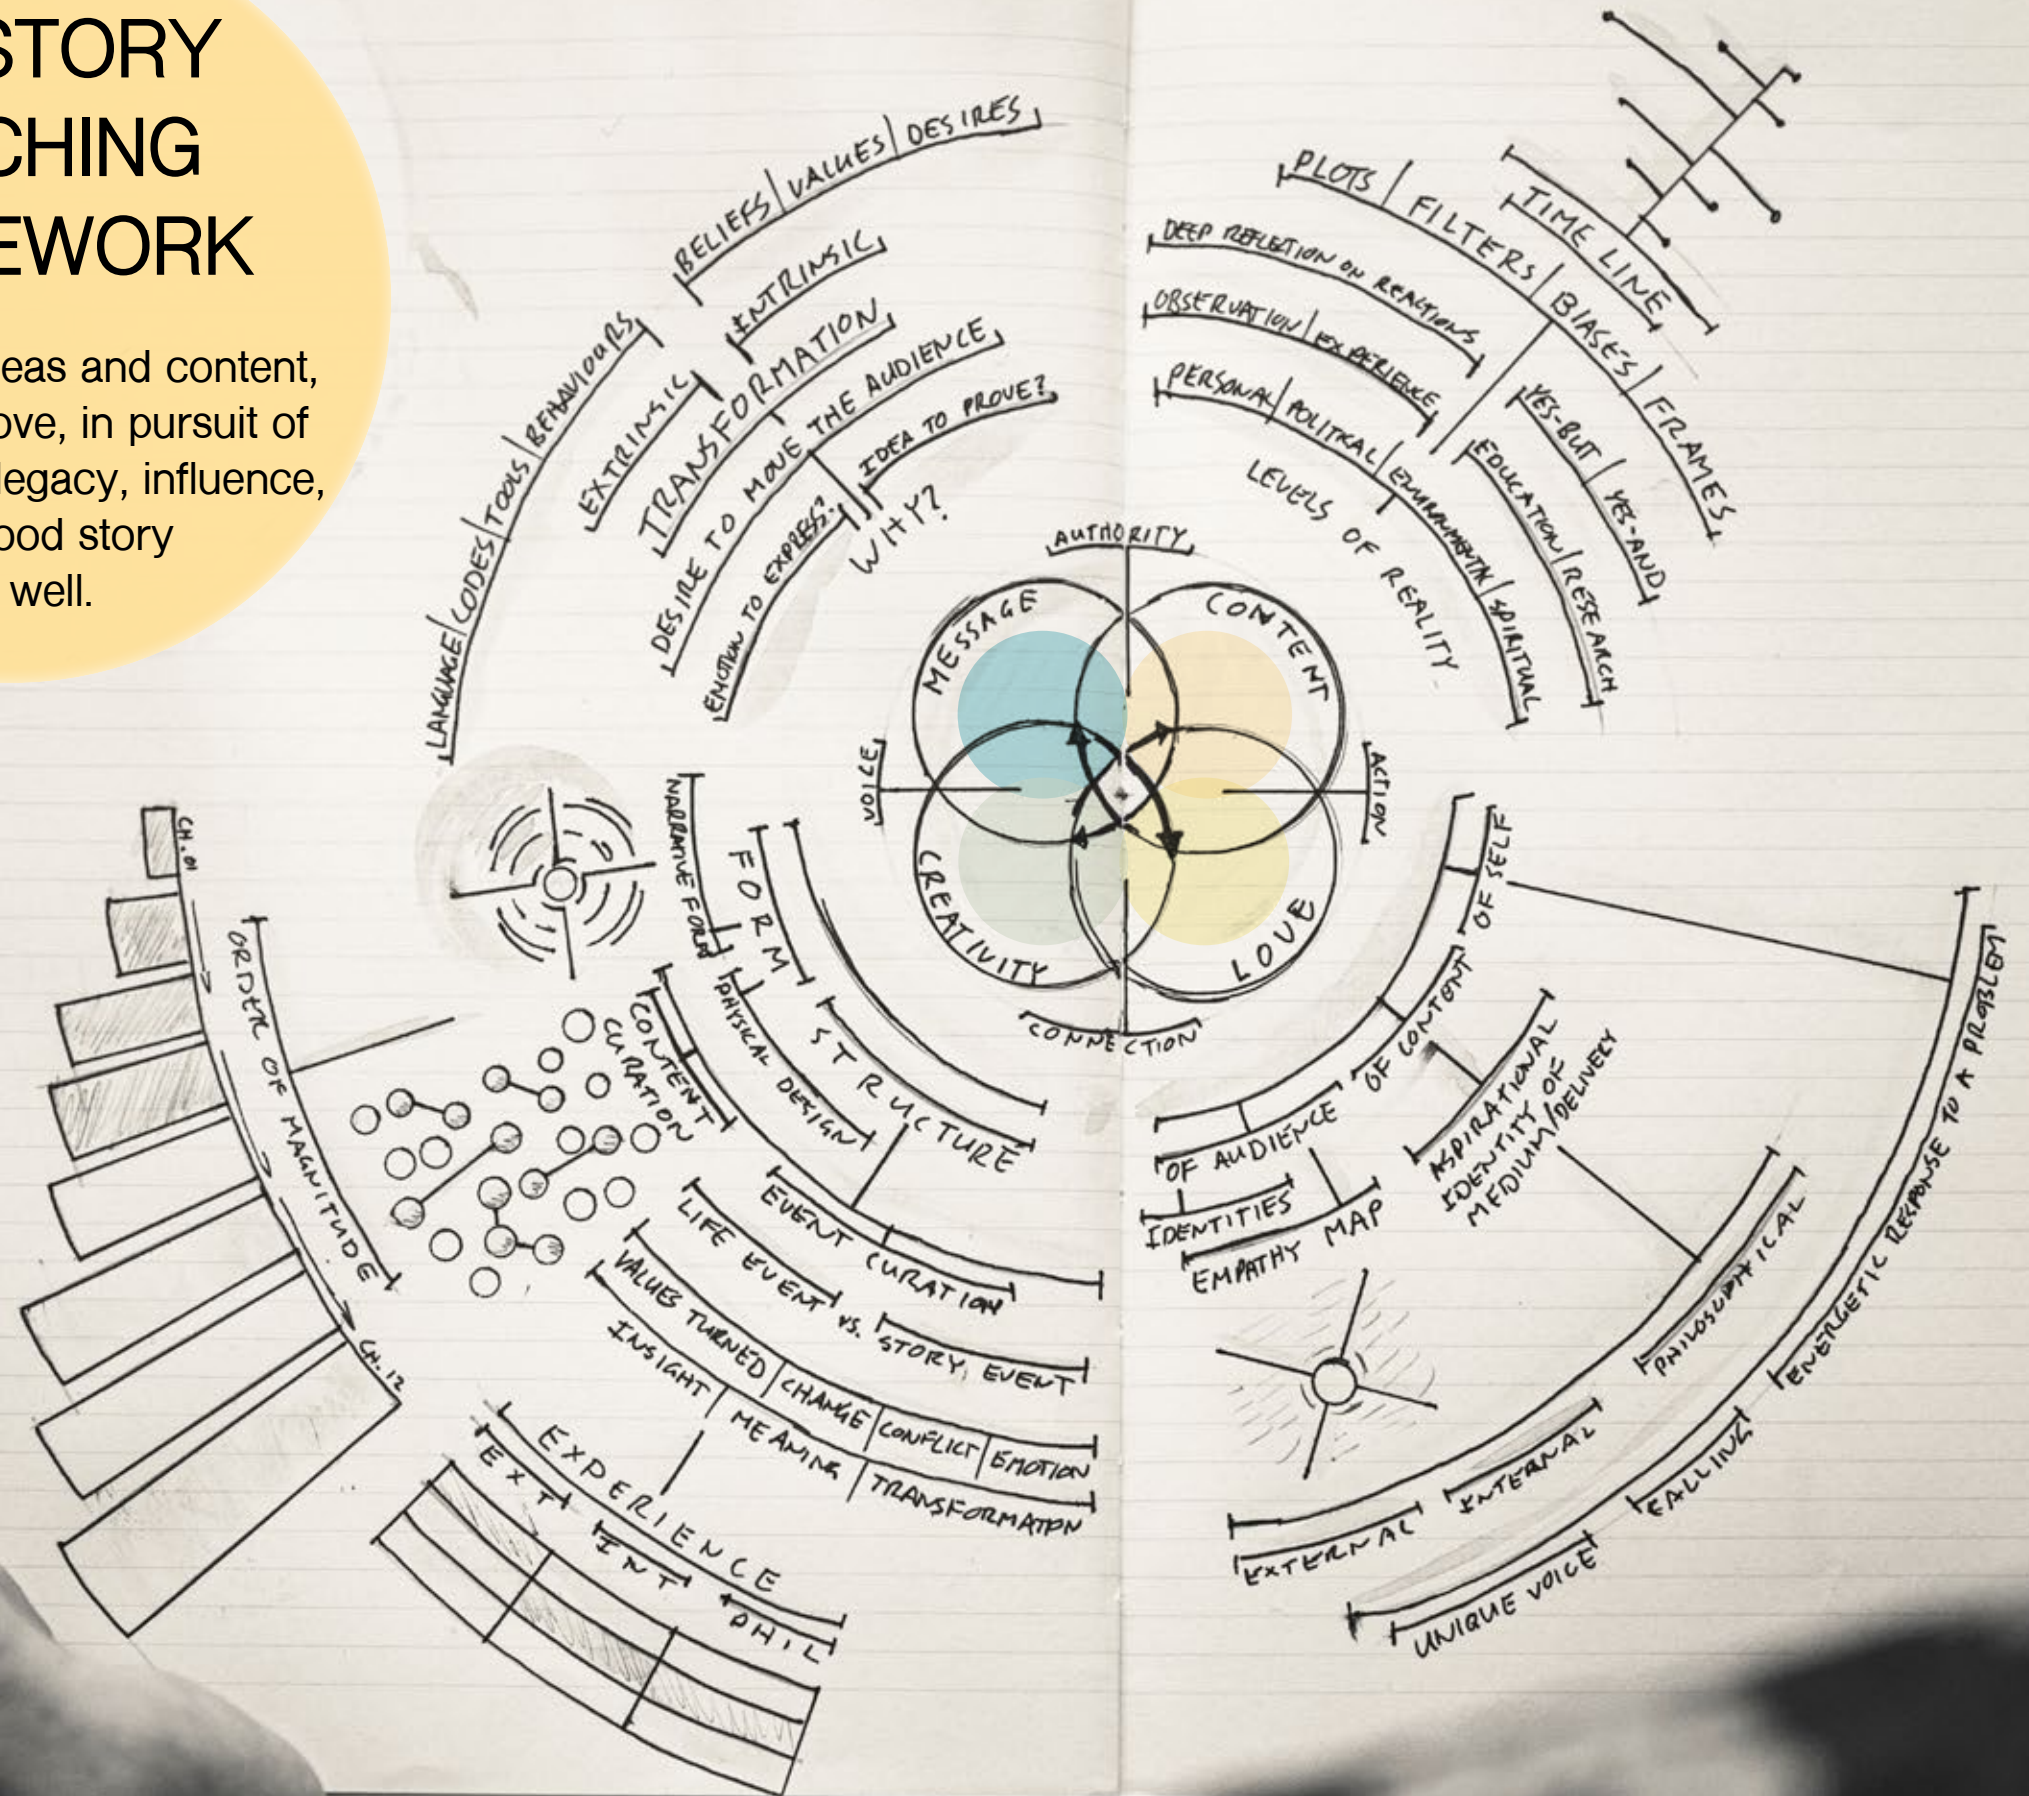 STORY
CHING
EWORK
eas and content,
ove, in pursuit of
legacy, influence,
ood story
well.
BELIEFS | VALUES | DESIRES
INTRINSIC
LANGUAGE | CODES | TOOLS | BEHAVIOURS
EXTRINSIC
TRANSFORMATION
DESIRE TO MOVE THE AUDIENCE
EMOTION TO EXPRESS?
IDEA TO PROVE?
WHY?
TIME LINE
PLOTS / FILTERS / BIASES / FRAMES
DEEP REFLETION ON REACTIONS
OBSERVATION / EXPERIENCE
YES-BUT / YES-AND
EDUCATION / RESEARCH
PERSONAL / POLITICAL / ENVIRONMENTAL / SPIRITUAL
LEVELS OF REALITY
AUTHORITY
MESSAGE
CONTENT
VOICE
ACTION
CREATIVITY
LOVE
CONNECTION
NARRATIVE FORM
FORM
STRUCTURE
PHYSICAL DESIGN
CONTENT
CURATION
EVENT CURATION
LIFE EVENT vs. STORY EVENT
VALUES TURNED / CHANGE / CONFLICT / EMOTION
INSIGHT / MEANING / TRANSFORMATON
EXPERIENCE
EXT
INT
PHIL
CH.01
ORDER OF MAGNITUDE
CH.12
OF SELF
OF CONTENT
OF AUDIENCE
IDENTITIES
EMPATHY MAP
ASPIRATIONAL
IDENTITY OF
MEDIUM/DELIVERY
PHILOSOPHICAL
INTERNAL
EXTERNAL
ENERGETIC RESPONSE TO A PROBLEM
CALLING
UNIQUE VOICE